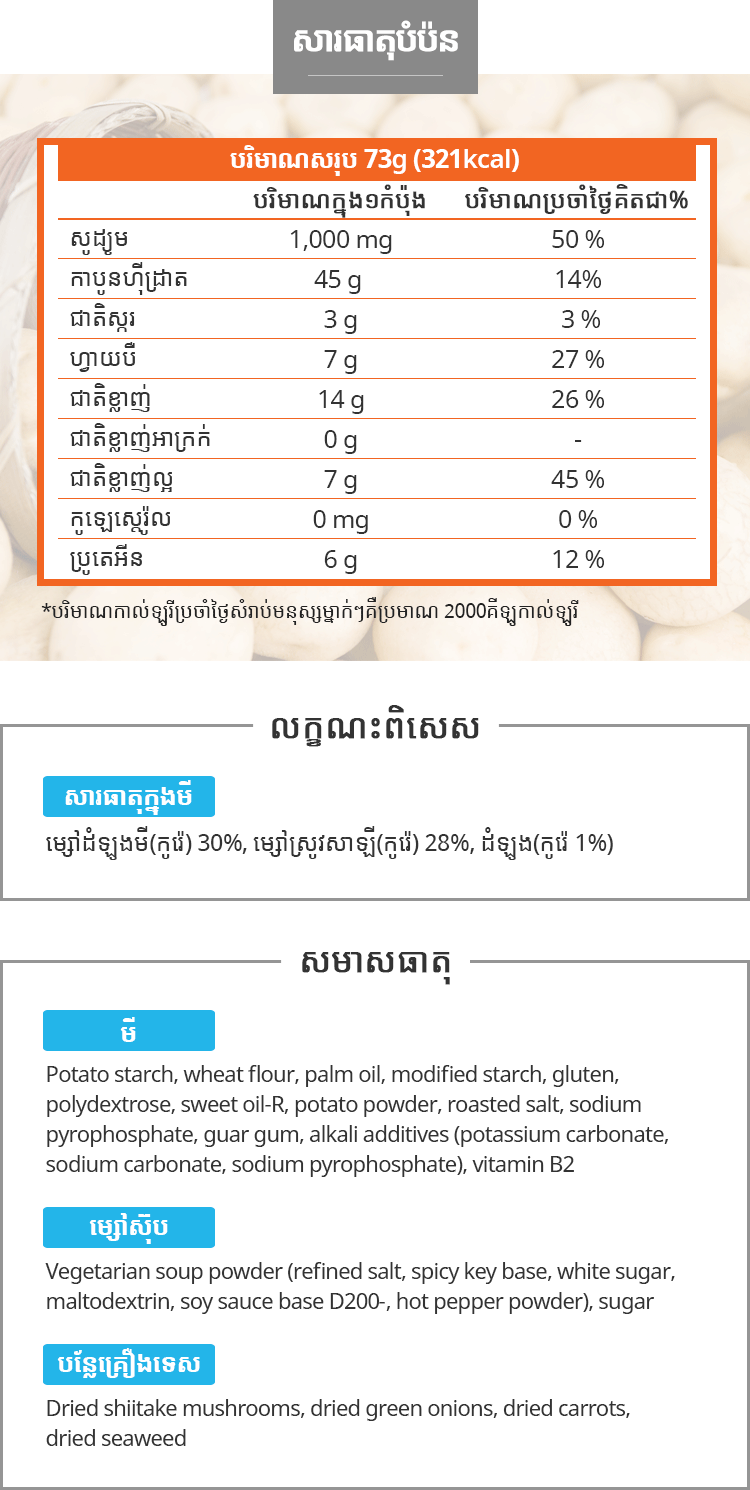 សារធាតុបំប៉ន
បរិមាណសរុប 73g (321kcal)
បរិមាណក្នុង១កំប៉ុង បរិមាណប្រចាំថ្ងៃគិតជា%
សូដ្យូម 1,000 mg 50 %
កាបូនហ៊ីដ្រាត 45 g 14%
ជាតិស្ករ 3 g 3 %
ហ្វាយបឺ 7 g 27 %
ជាតិខ្លាញ់ 14 g 26 %
ជាតិខ្លាញ់អាក្រក់ 0 g -
ជាតិខ្លាញ់ល្អ 7 g 45 %
កូឡេស្តេរ៉ូល 0 mg 0 %
ប្រូតេអីន 6 g 12 %
*បរិមាណកាល់ឡូរីប្រចាំថ្ងៃសំរាប់មនុស្សម្នាក់ៗគឺប្រមាណ 2000គីឡូកាល់ឡូរី
លក្ខណះពិសេស
សារធាតុក្នុងមី
ម្សៅដំឡូងមី(កូរ៉េ) 30%, ម្សៅស្រូវសាឡី(កូរ៉េ) 28%, ដំឡូង(កូរ៉េ 1%)
សមាសធាតុ
មី
Potato starch, wheat flour, palm oil, modified starch, gluten,
polydextrose, sweet oil-R, potato powder, roasted salt, sodium
pyrophosphate, guar gum, alkali additives (potassium carbonate,
sodium carbonate, sodium pyrophosphate), vitamin B2
ម្សៅស៊ុប
Vegetarian soup powder (refined salt, spicy key base, white sugar,
maltodextrin, soy sauce base D200-, hot pepper powder), sugar
បន្លែគ្រឿងទេស
Dried shiitake mushrooms, dried green onions, dried carrots,
dried seaweed